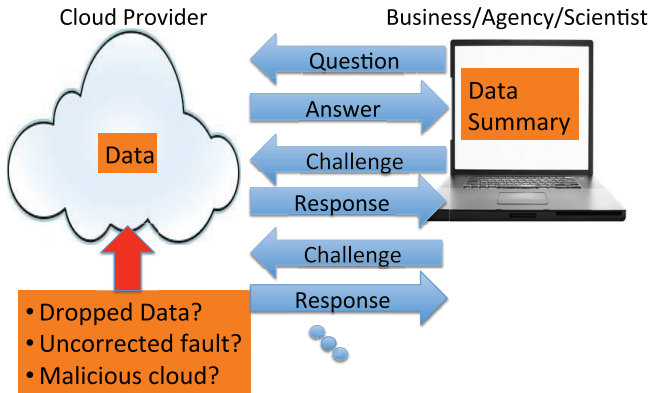 Cloud Provider
Business/Agency/Scientist
Question
Data
Summary
Answer
Data
Challenge
Response
Challenge
Response
• Dropped Data?
• Uncorrected fault?
• Malicious cloud?